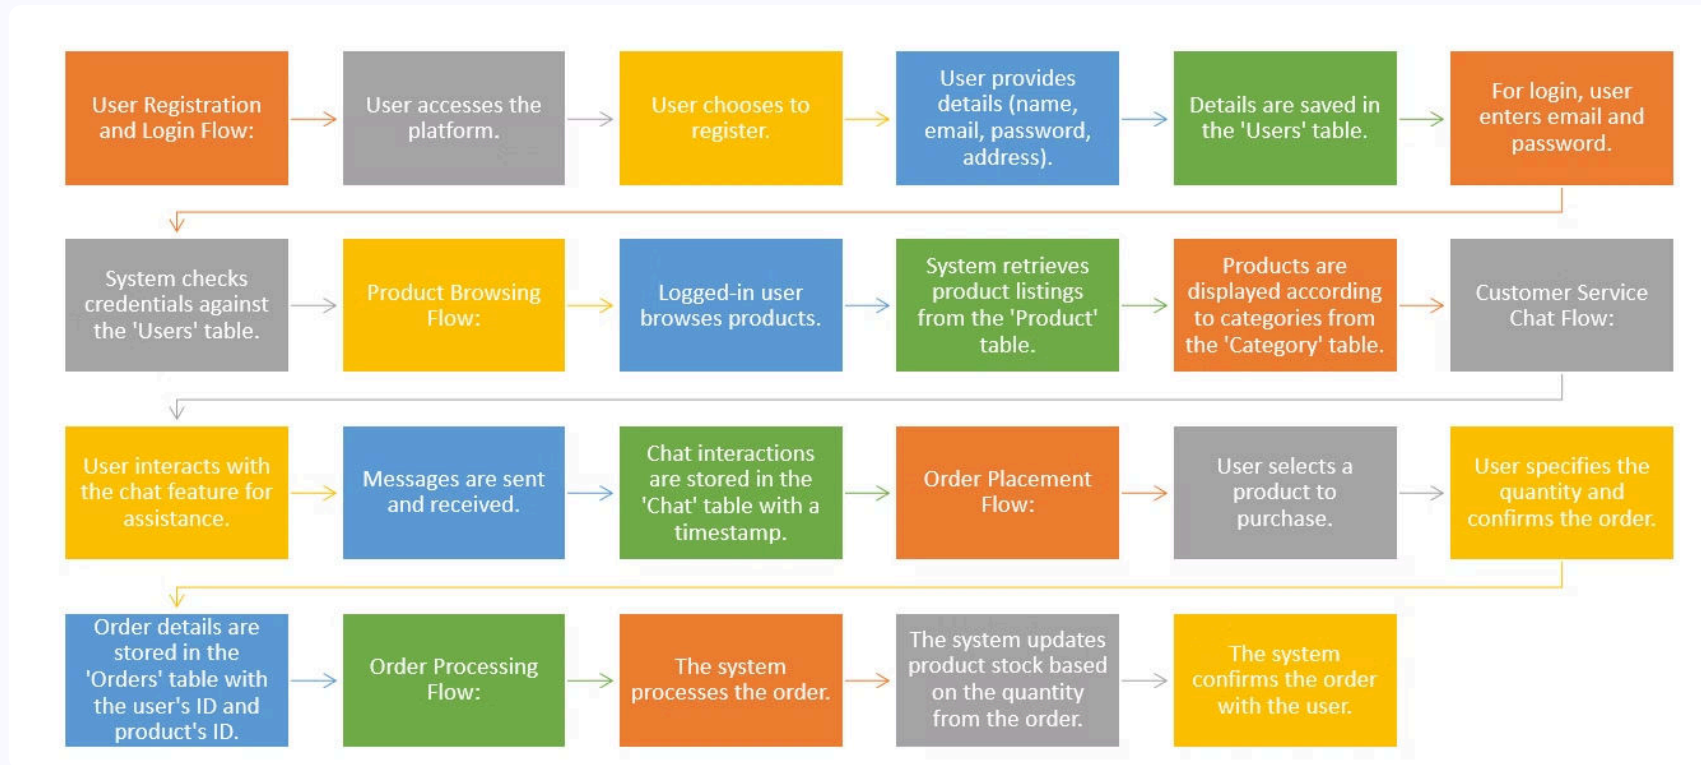 User Registration
and Login Flow:
User accesses the
platform.
User chooses to
register.
User provides
details (name,
email, password,
address).
Details are saved in
the 'Users' table.
For login, user
enters email and
password.
System checks
credentials against
the 'Users' table.
Product Browsing
Flow:
Logged-in user
browses products.
System retrieves
product listings
from the 'Product'
table.
Products are
displayed according
to categories from
the 'Category' table.
Customer Service
Chat Flow:
User interacts with
the chat feature for
assistance.
Messages are sent
and received.
Chat interactions
are stored in the
'Chat' table with a
timestamp.
Order Placement
Flow:
User selects a
product to
purchase.
User specifies the
quantity and
confirms the order.
Order details are
stored in the
'Orders' table with
the user's ID and
product's ID.
Order Processing
Flow:
The system
processes the order.
The system updates
product stock based
on the quantity
from the order.
The system
confirms the order
with the user.